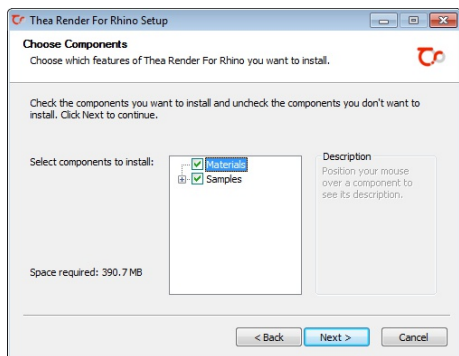 Thea Render For Rhino Setup
Choose Components
Choose which features of Thea Render For Rhino you want to install.
Check the components you want to install and uncheck the components you don't want to
install. Click Next to continue.
Select components to install:
Materials
Samples
Description
Position your mouse
over a component to
see its description.
Space required: 390.7MB
< Back
Next >
Cancel